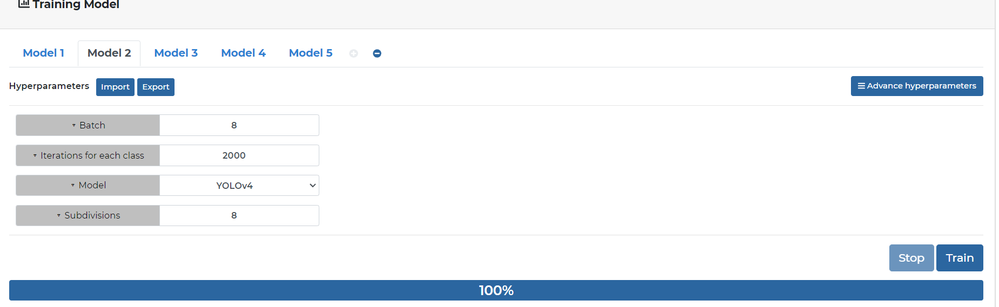 Training Model
Model 1 Model 2 Model 3 Model 4 Model 5
Hyperparameters Import Export Advance hyperparameters
Batch 8
Iterations for each class 2000
Model YOLOv4
Subdivisions 8
Stop Train
100%